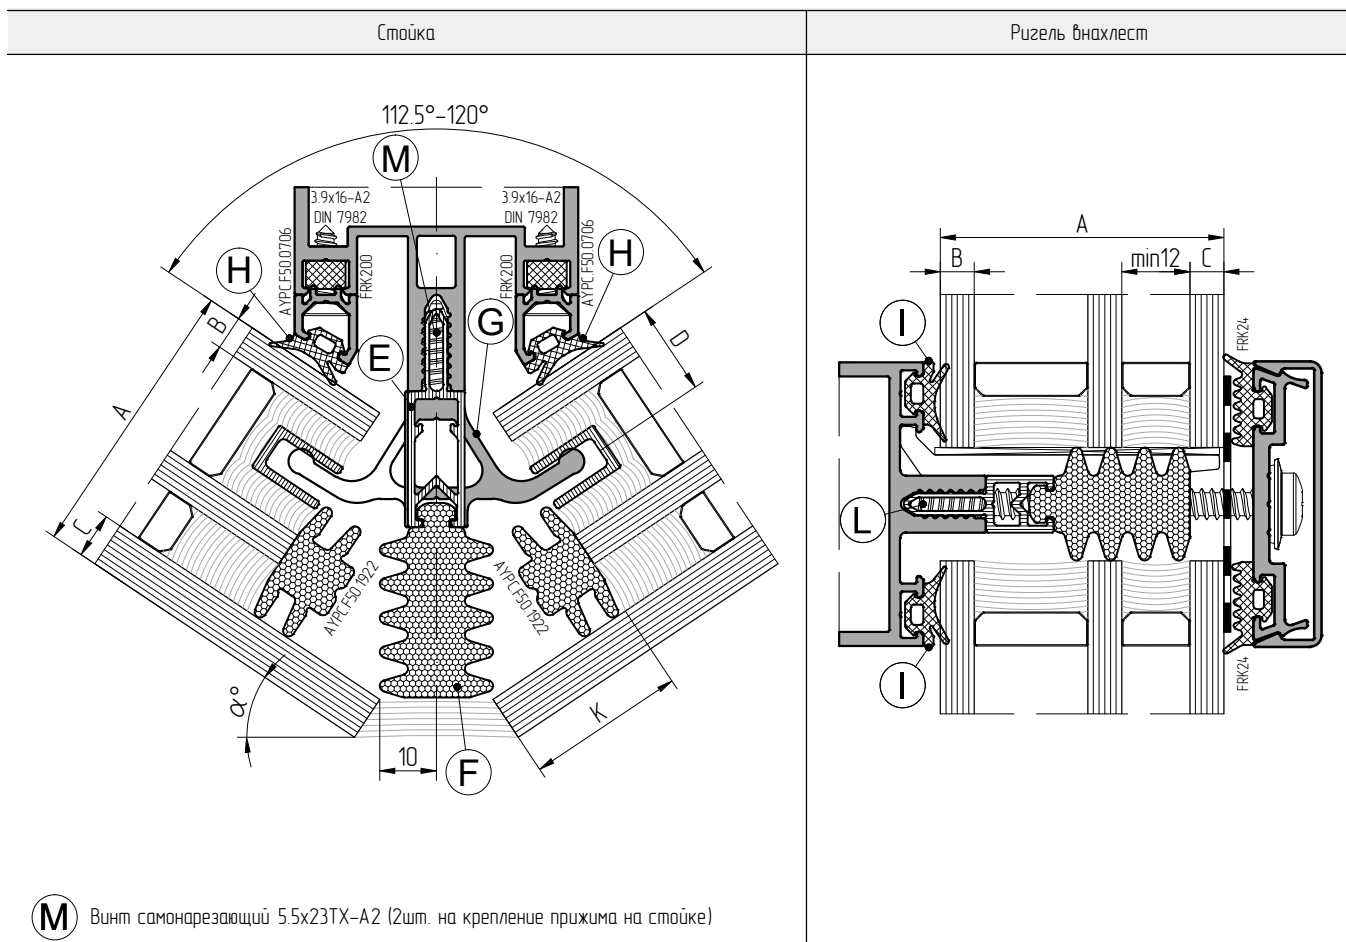 Стойка
Ригель внахлест
112.5°–120°
M
3.9x16–A2
DIN 7982
3.9x16–A2
DIN 7982
AYPC.F50.0706
FRK200
FRK200
AYPC.F50.0706
H
H
G
E
B
A
C
D
AYPC.F50.1922
AYPC.F50.1922
α°
10
K
F
A
B
min12
C
I
FRK24
L
I
FRK24
M Винт самонарезающий 5.5x23TX–A2 (2шт. на крепление прижима на стойке)